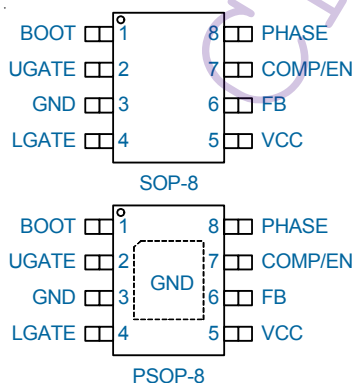 BOOT 1 8 PHASE
UGATE 2 7 COMP/EN
GND 3 6 FB
LGATE 4 5 VCC
SOP-8
BOOT 1 8 PHASE
UGATE 2 7 COMP/EN
GND
GND 3 6 FB
LGATE 4 5 VCC
PSOP-8